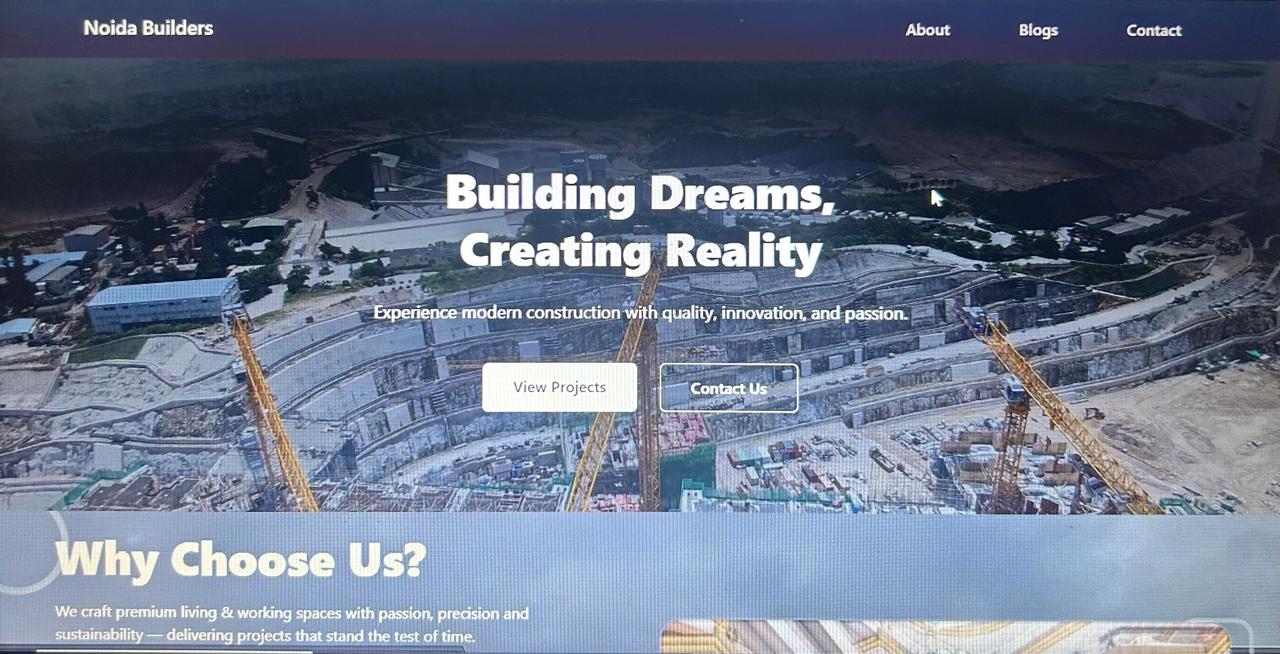 Noida Builders
About
Blogs
Contact
Building Dreams,
Creating Reality
Experience modern construction with quality, innovation, and passion.
View Projects
Contact Us
Why Choose Us?
We craft premium living & working spaces with passion, precision and
sustainability — delivering projects that stand the test of time.